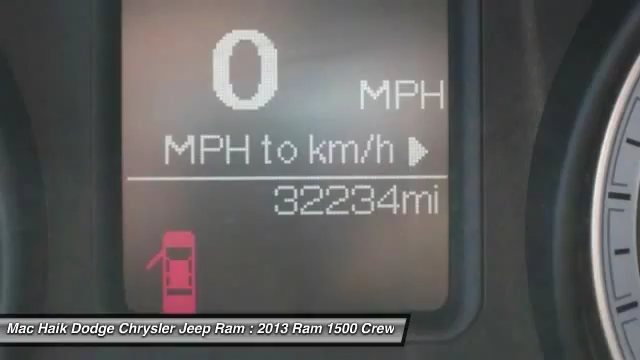 0 MPH
MPH to km/h
32234mi
Mac Haik Dodge Chrysler Jeep Ram : 2013 Ram 1500 Crew